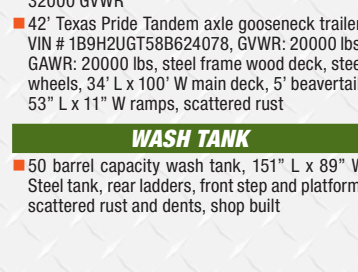 32000 GVWR
42’ Texas Pride Tandem axle gooseneck trailer
VIN # 1B9H2UGT58B624078, GVWR: 20000 lbs
GAWR: 20000 lbs, steel frame wood deck, stee
wheels, 34’ L x 100’ W main deck, 5’ beavertai
53” L x 11” W ramps, scattered rust
WASH TANK
50 barrel capacity wash tank, 151” L x 89” W
Steel tank, rear ladders, front step and platform
scattered rust and dents, shop built